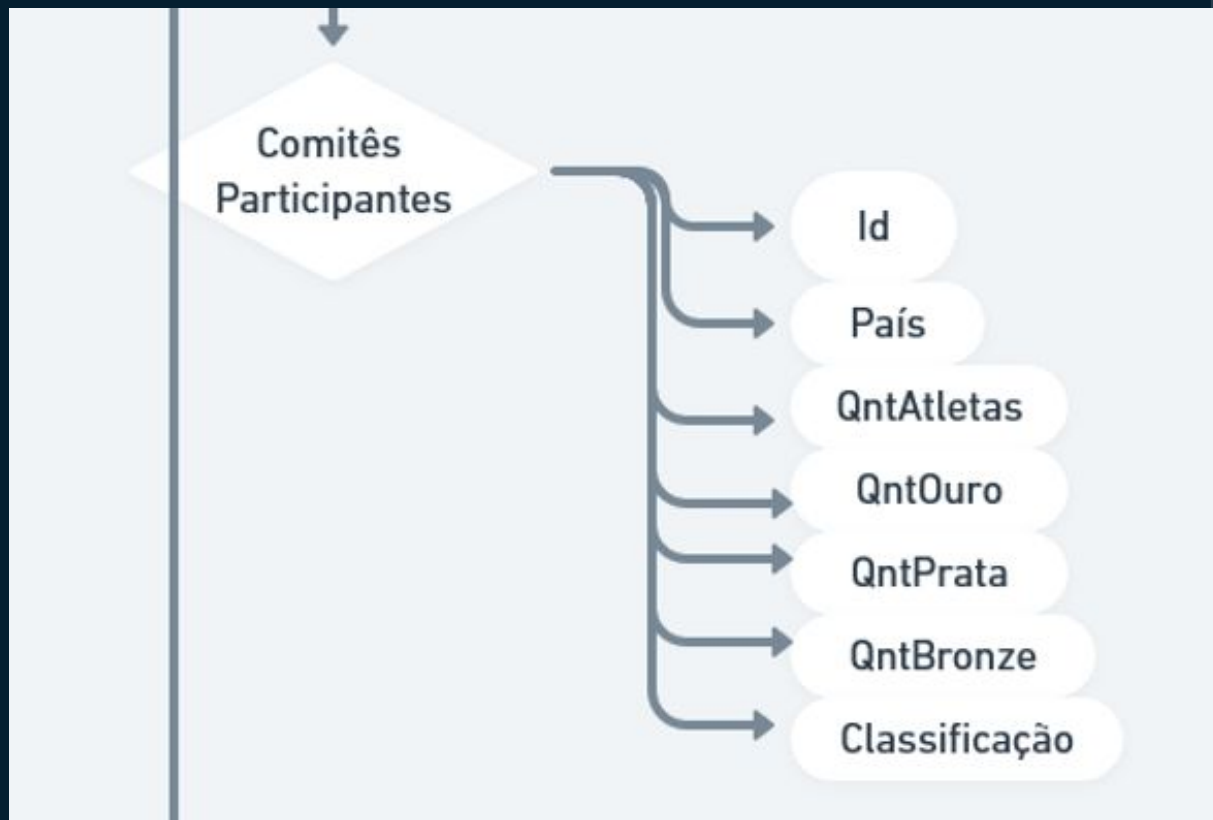 Comitês
Participantes
Id
País
QntAtletas
QntOuro
QntPrata
QntBronze
Classificação